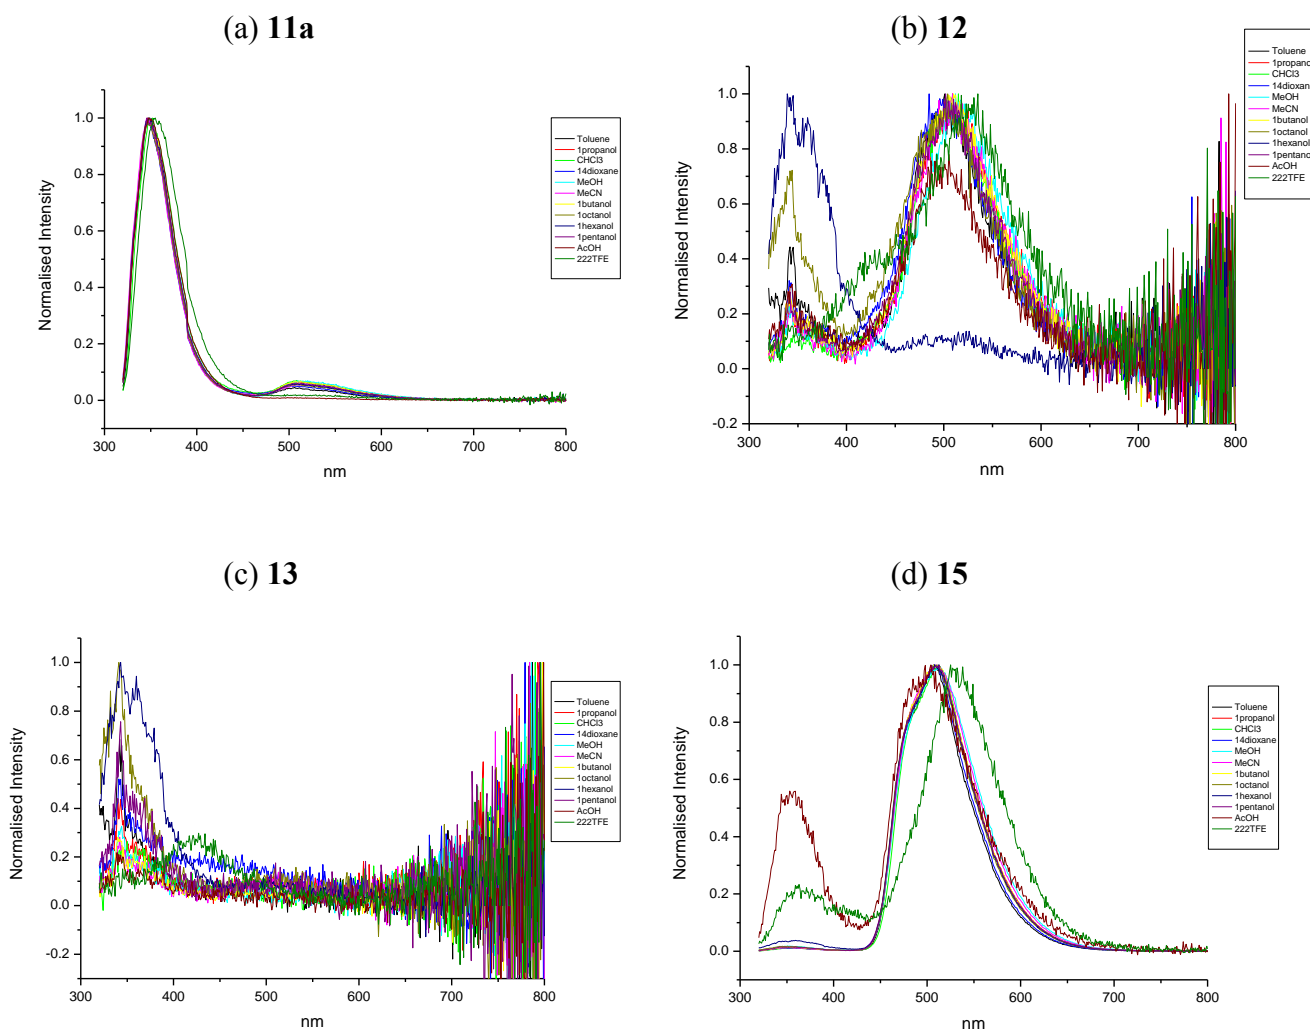 (a) 11a
Normalised Intensity
1.0
0.8
0.6
0.4
0.2
0.0
300 400 500 600 700 800
nm
Toluene
1propanol
CHCl3
14dioxane
MeOH
MeCN
1butanol
1octanol
1hexanol
1pentanol
AcOH
222TFE
(b) 12
Normalised Intensity
1.0
0.8
0.6
0.4
0.2
0.0
-0.2
300 400 500 600 700 800
nm
Toluene
1propano
CHCl3
14dioxan
MeOH
MeCN
1butanol
1octanol
1hexanol
1pentano
AcOH
222TFE
(c) 13
Normalised Intensity
1.0
0.8
0.6
0.4
0.2
0.0
-0.2
300 400 500 600 700 800
nm
Toluene
1propanol
CHCl3
14dioxane
MeOH
MeCN
1butanol
1octanol
1hexanol
1pentanol
AcOH
222TFE
(d) 15
Normalised Intensity
1.0
0.8
0.6
0.4
0.2
0.0
300 400 500 600 700 800
nm
Toluene
1propanol
CHCl3
14dioxane
MeOH
MeCN
1butanol
1octanol
1hexanol
1pentanol
AcOH
222TFE